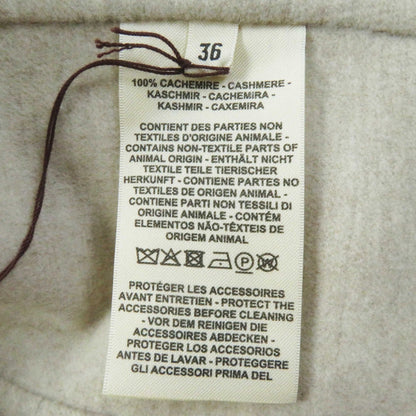 36
100% CACHEMIRE - CASHMERE -
KASCHMIR - CACHEMIRA -
KASHMIR - CAXEMIRA
CONTIENT DES PARTIES NON
TEXTILES D'ORIGINE ANIMALE -
CONTAINS NON-TEXTILE PARTS OF
ANIMAL ORIGIN - ENTHÄLT NICHT
TEXTILE TEILE TIERISCHER
HERKUNFT - CONTIENE PARTES NO
TEXTILES DE ORIGEN ANIMAL -
CONTIENE PARTI NON TESSILI DI
ORIGINE ANIMALE - CONTÉM
ELEMENTOS NÃO-TÊXTEIS DE
ORIGEM ANIMAL
P
PROTÉGER LES ACCESSOIRES
AVANT ENTRETIEN - PROTECT THE
ACCESSORIES BEFORE CLEANING
- VOR DEM REINIGEN DIE
ACCESSOIRES ABDECKEN -
PROTEGER LOS ACCESORIOS
ANTES DE LAVAR - PROTEGGERE
GLI ACCESSORI PRIMA DEL